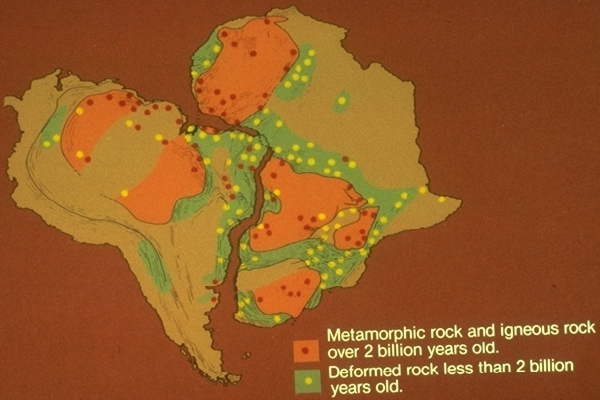 Metamorphic rock and igneous rock
over 2 billion years old.
Deformed rock less than 2 billion
years old.